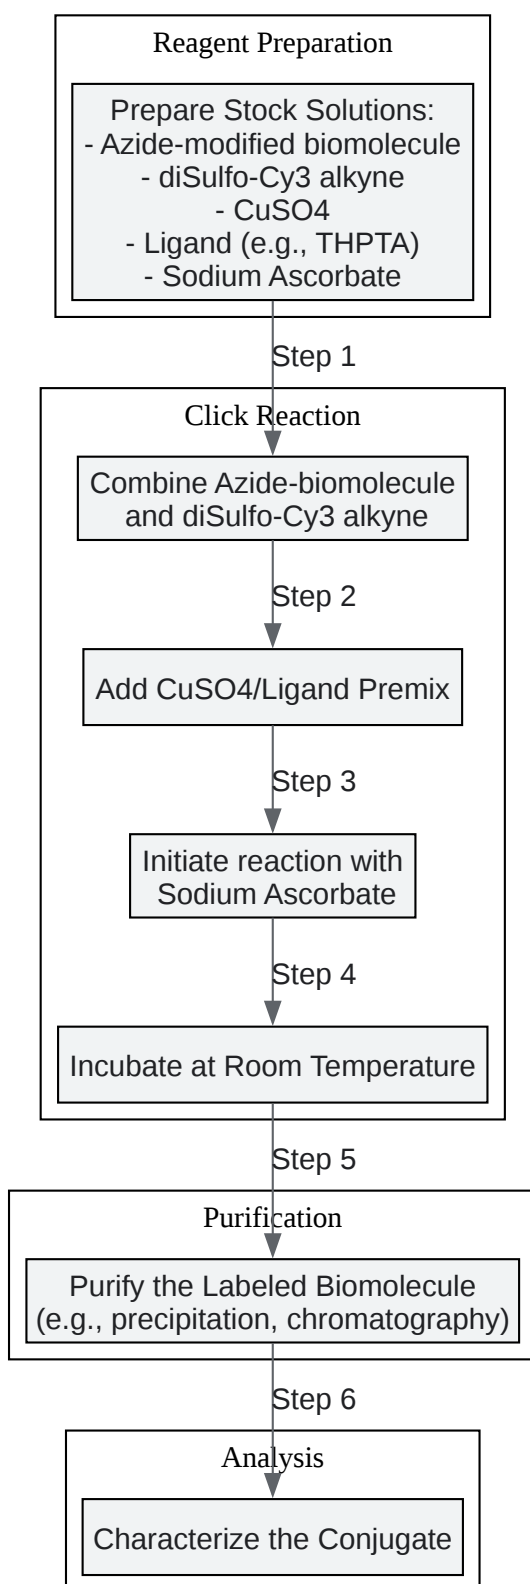 Reagent Preparation
Prepare Stock Solutions:
- Azide-modified biomolecule
- diSulfo-Cy3 alkyne
- CuSO4
- Ligand (e.g., THPTA)
- Sodium Ascorbate
Step 1
Click Reaction
Combine Azide-biomolecule
and diSulfo-Cy3 alkyne
Step 2
Add CuSO4/Ligand Premix
Step 3
Initiate reaction with
Sodium Ascorbate
Step 4
Incubate at Room Temperature
Step 5
Purification
Purify the Labeled Biomolecule
(e.g., precipitation, chromatography)
Step 6
Analysis
Characterize the Conjugate